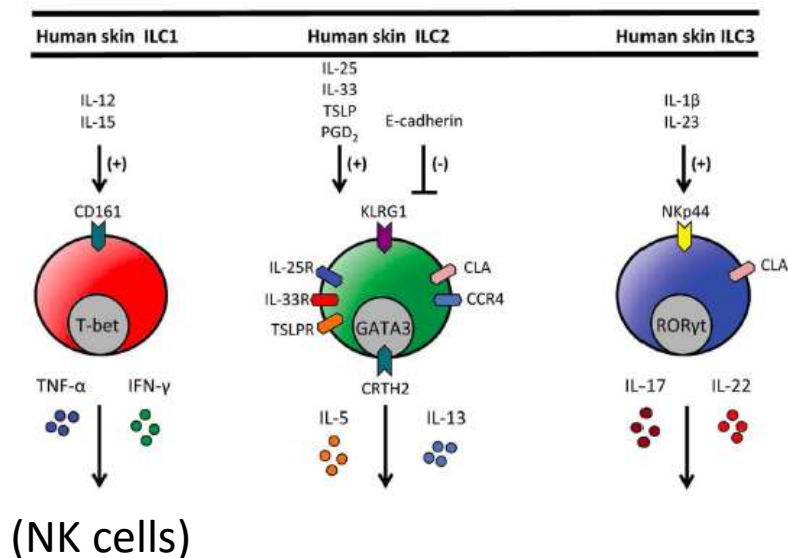 Human skin ILC1
Human skin ILC2
Human skin ILC3
IL-12
IL-15
(+)
CD161
T-bet
TNF-α
IFN-γ
IL-25
IL-33
TSLP
PGD₂
E-cadherin
(+)
(-)
KLRG1
IL-25R
IL-33R
TSLPR
CLA
CCR4
GATA3
CRTH2
IL-5
IL-13
IL-1β
IL-23
(+)
NKp44
CLA
RORγt
IL-17
IL-22
(NK cells)